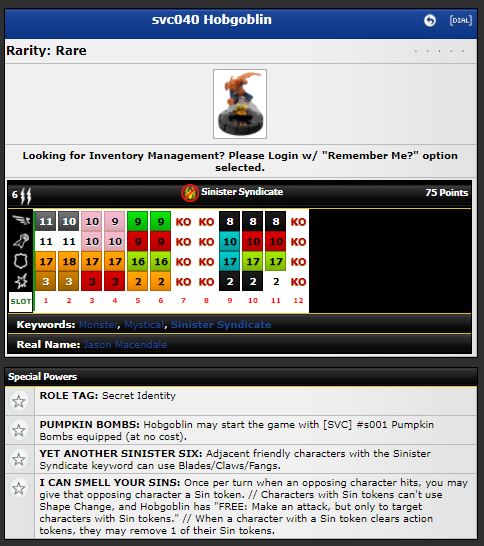 svc040 Hobgoblin
[DIAL]
Rarity: Rare
Looking for Inventory Management? Please Login w/ "Remember Me?" option
selected.
6 Sinister Syndicate 75 Points
11 10 10 9 9 9 KO KO 8 8 8 KO
11 11 10 10 9 9 KO KO 10 10 10 KO
17 18 17 17 16 16 KO KO 17 17 17 KO
3 3 3 3 2 2 KO KO 2 2 2 KO
SLOT 1 2 3 4 5 6 7 8 9 10 11 12
Keywords: Monster, Mystical, Sinister Syndicate
Real Name: Jason Macendale
Special Powers
ROLE TAG: Secret Identity
PUMPKIN BOMBS: Hobgoblin may start the game with [SVC] #s001 Pumpkin
Bombs equipped (at no cost).
YET ANOTHER SINISTER SIX: Adjacent friendly characters with the Sinister
Syndicate keyword can use Blades/Claws/Fangs.
I CAN SMELL YOUR SINS: Once per turn when an opposing character hits, you may
give that opposing character a Sin token. // Characters with Sin tokens can't use
Shape Change, and Hobgoblin has "FREE: Make an attack, but only to target
characters with Sin tokens." // When a character with a Sin token clears action
tokens, they may remove 1 of their Sin tokens.